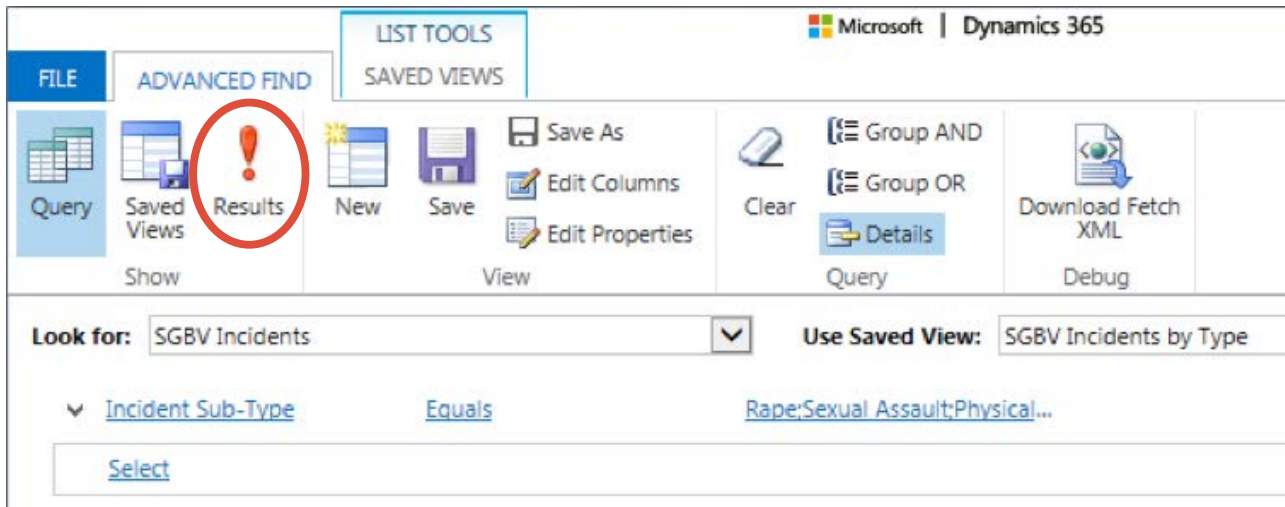 LIST TOOLS
Microsoft | Dynamics 365
FILE
ADVANCED FIND
SAVED VIEWS
Query
Saved Views
Results
New
Save
Save As
Edit Columns
Edit Properties
Clear
Group AND
Group OR
Details
Download Fetch XML
Show
View
Query
Debug
Look for: SGBV Incidents
Use Saved View: SGBV Incidents by Type
Incident Sub-Type Equals Rape;Sexual Assault;Physical...
Select